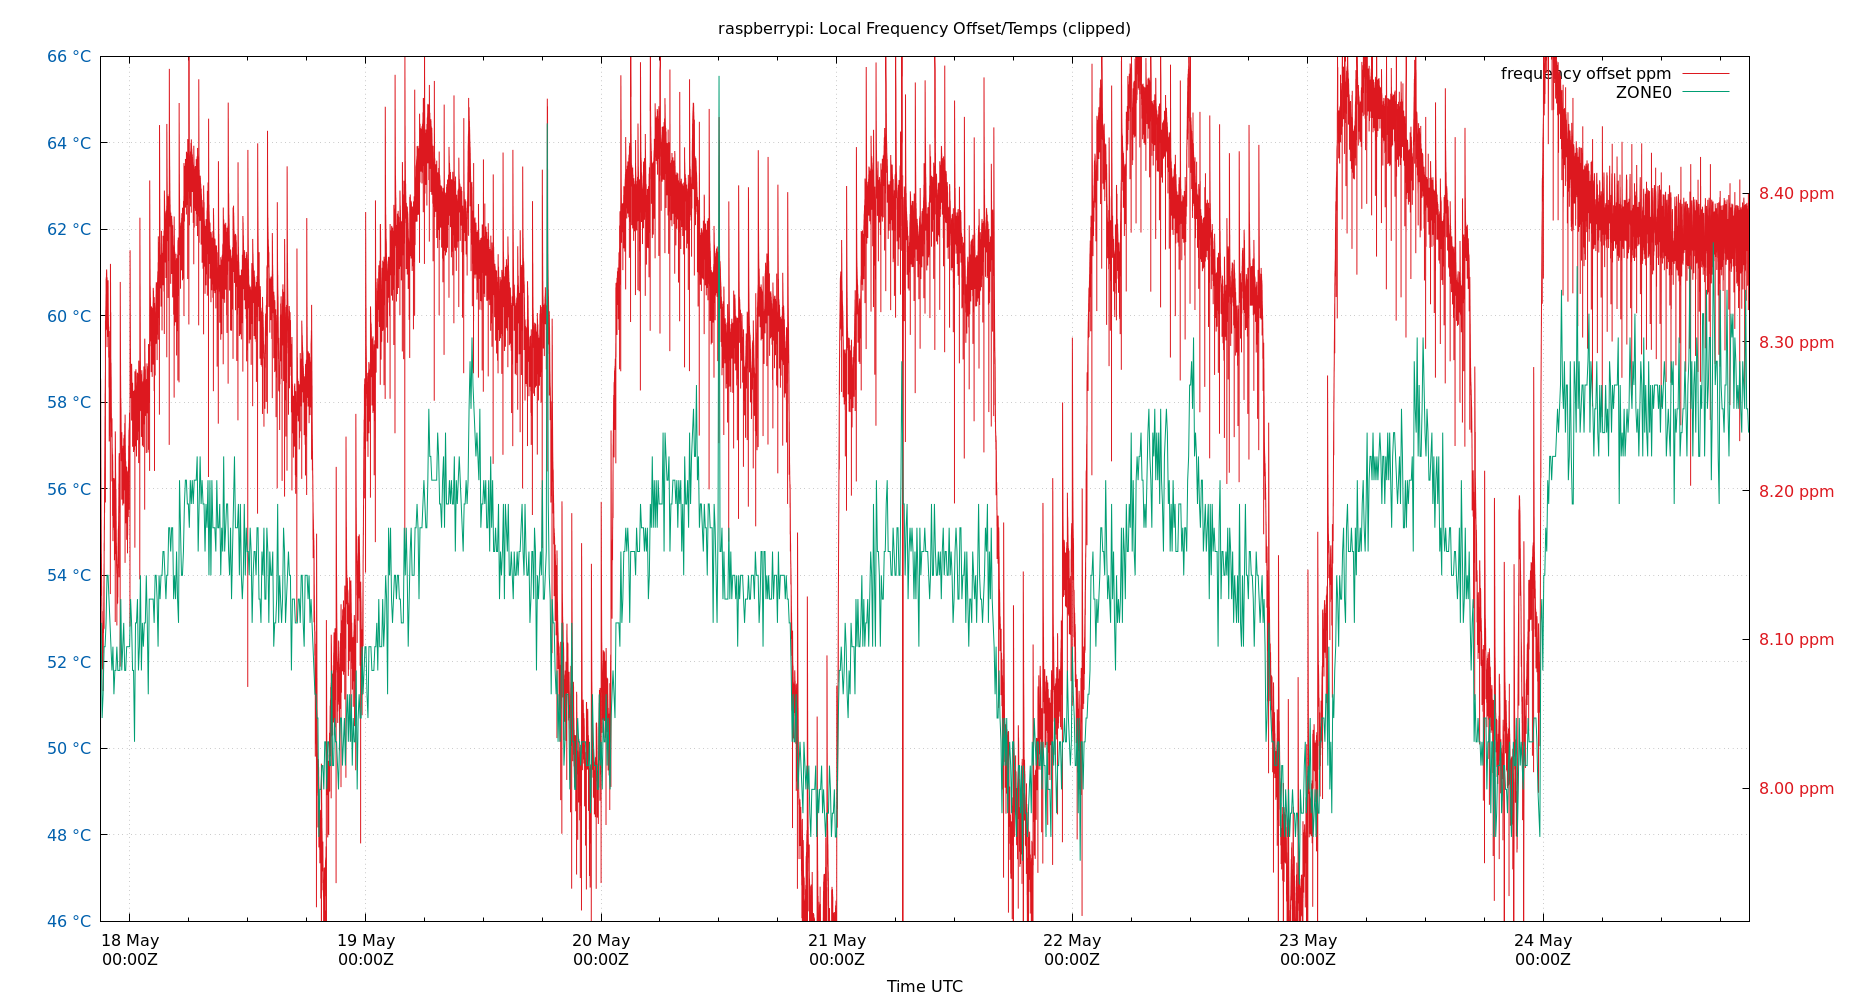 raspberrypi: Local Frequency Offset/Temps (clipped)
66 °C
64 °C
62 °C
60 °C
58 °C
56 °C
54 °C
52 °C
50 °C
48 °C
46 °C
frequency offset ppm
ZONE0
8.40 ppm
8.30 ppm
8.20 ppm
8.10 ppm
8.00 ppm
18 May
00:00Z
19 May
00:00Z
20 May
00:00Z
21 May
00:00Z
22 May
00:00Z
23 May
00:00Z
24 May
00:00Z
Time UTC